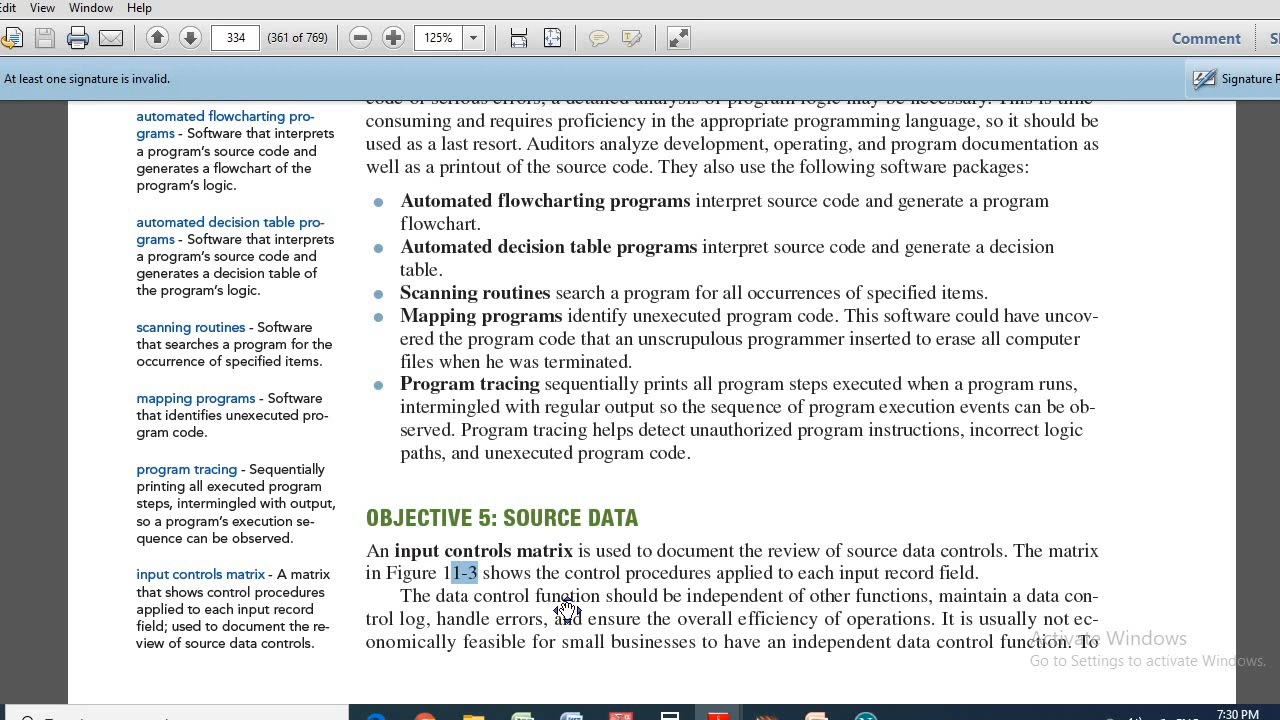 Edit View Window Help
334 (361 of 769) 125% Comment
At least one signature is invalid. Signature P
code or serious errors, a detailed analysis of program logic may be necessary. This is time-
automated flowcharting pro-
grams - Software that interprets
a program's source code and
generates a flowchart of the
program's logic.
automated decision table pro-
grams - Software that interprets
a program's source code and
generates a decision table of
the program's logic.
scanning routines - Software
that searches a program for the
occurrence of specified items.
mapping programs - Software
that identifies unexecuted pro-
gram code.
program tracing - Sequentially
printing all executed program
steps, intermingled with output,
so a program's execution se-
quence can be observed.
input controls matrix - A matrix
that shows control procedures
applied to each input record
field; used to document the re-
view of source data controls.
consuming and requires proficiency in the appropriate programming language, so it should be
used as a last resort. Auditors analyze development, operating, and program documentation as
well as a printout of the source code. They also use the following software packages:
● Automated flowcharting programs interpret source code and generate a program
flowchart.
● Automated decision table programs interpret source code and generate a decision
table.
● Scanning routines search a program for all occurrences of specified items.
● Mapping programs identify unexecuted program code. This software could have uncov-
ered the program code that an unscrupulous programmer inserted to erase all computer
files when he was terminated.
● Program tracing sequentially prints all program steps executed when a program runs,
intermingled with regular output so the sequence of program execution events can be ob-
served. Program tracing helps detect unauthorized program instructions, incorrect logic
paths, and unexecuted program code.
OBJECTIVE 5: SOURCE DATA
An input controls matrix is used to document the review of source data controls. The matrix
in Figure 11-3 shows the control procedures applied to each input record field.
The data control function should be independent of other functions, maintain a data con-
trol log, handle errors, and ensure the overall efficiency of operations. It is usually not ec-
onomically feasible for small businesses to have an independent data control function. To
Activate Windows
Go to Settings to activate Windows.
7:30 PM